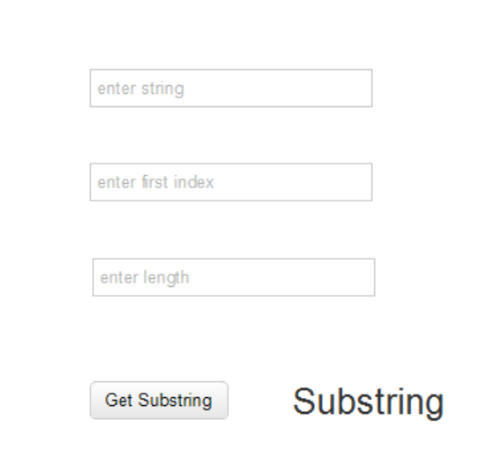 enter string
enter first index
enter length
Get Substring
Substring